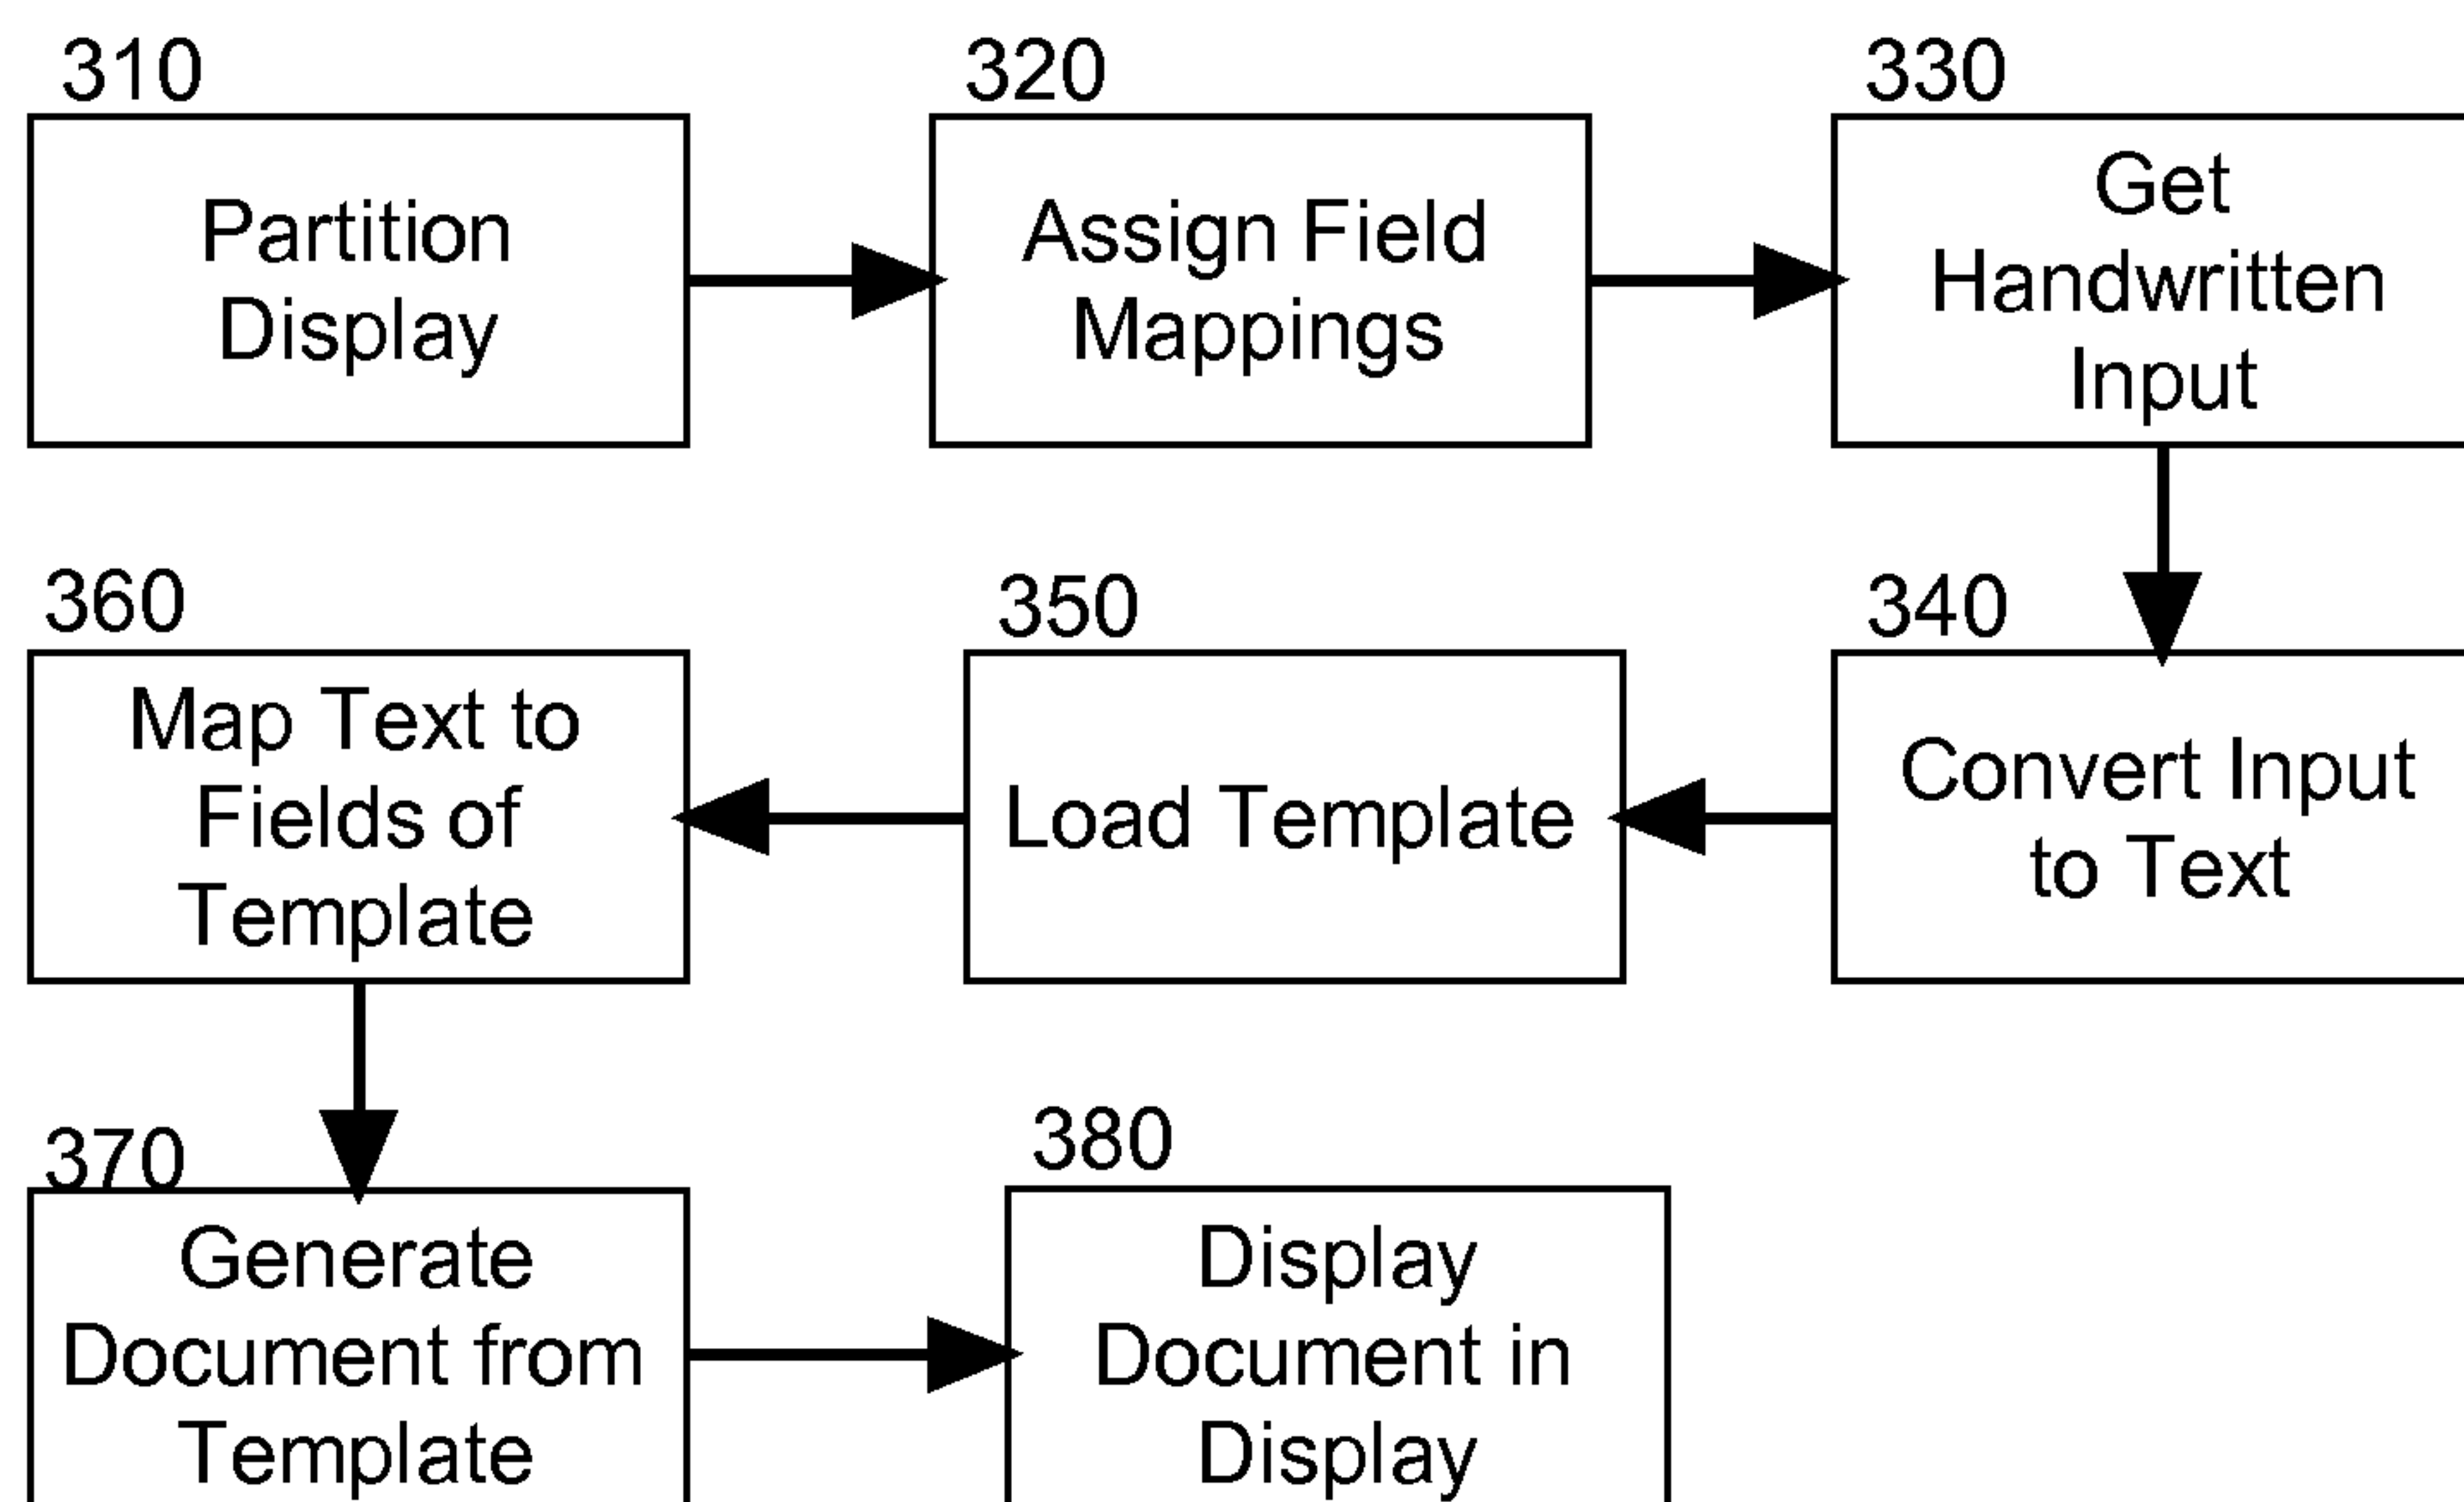 310
Partition
Display
320
Assign Field
Mappings
330
Get
Handwritten
Input
340
Convert Input
to Text
350
Load Template
360
Map Text to
Fields of
Template
370
Generate
Document from
Template
380
Display
Document in
Display